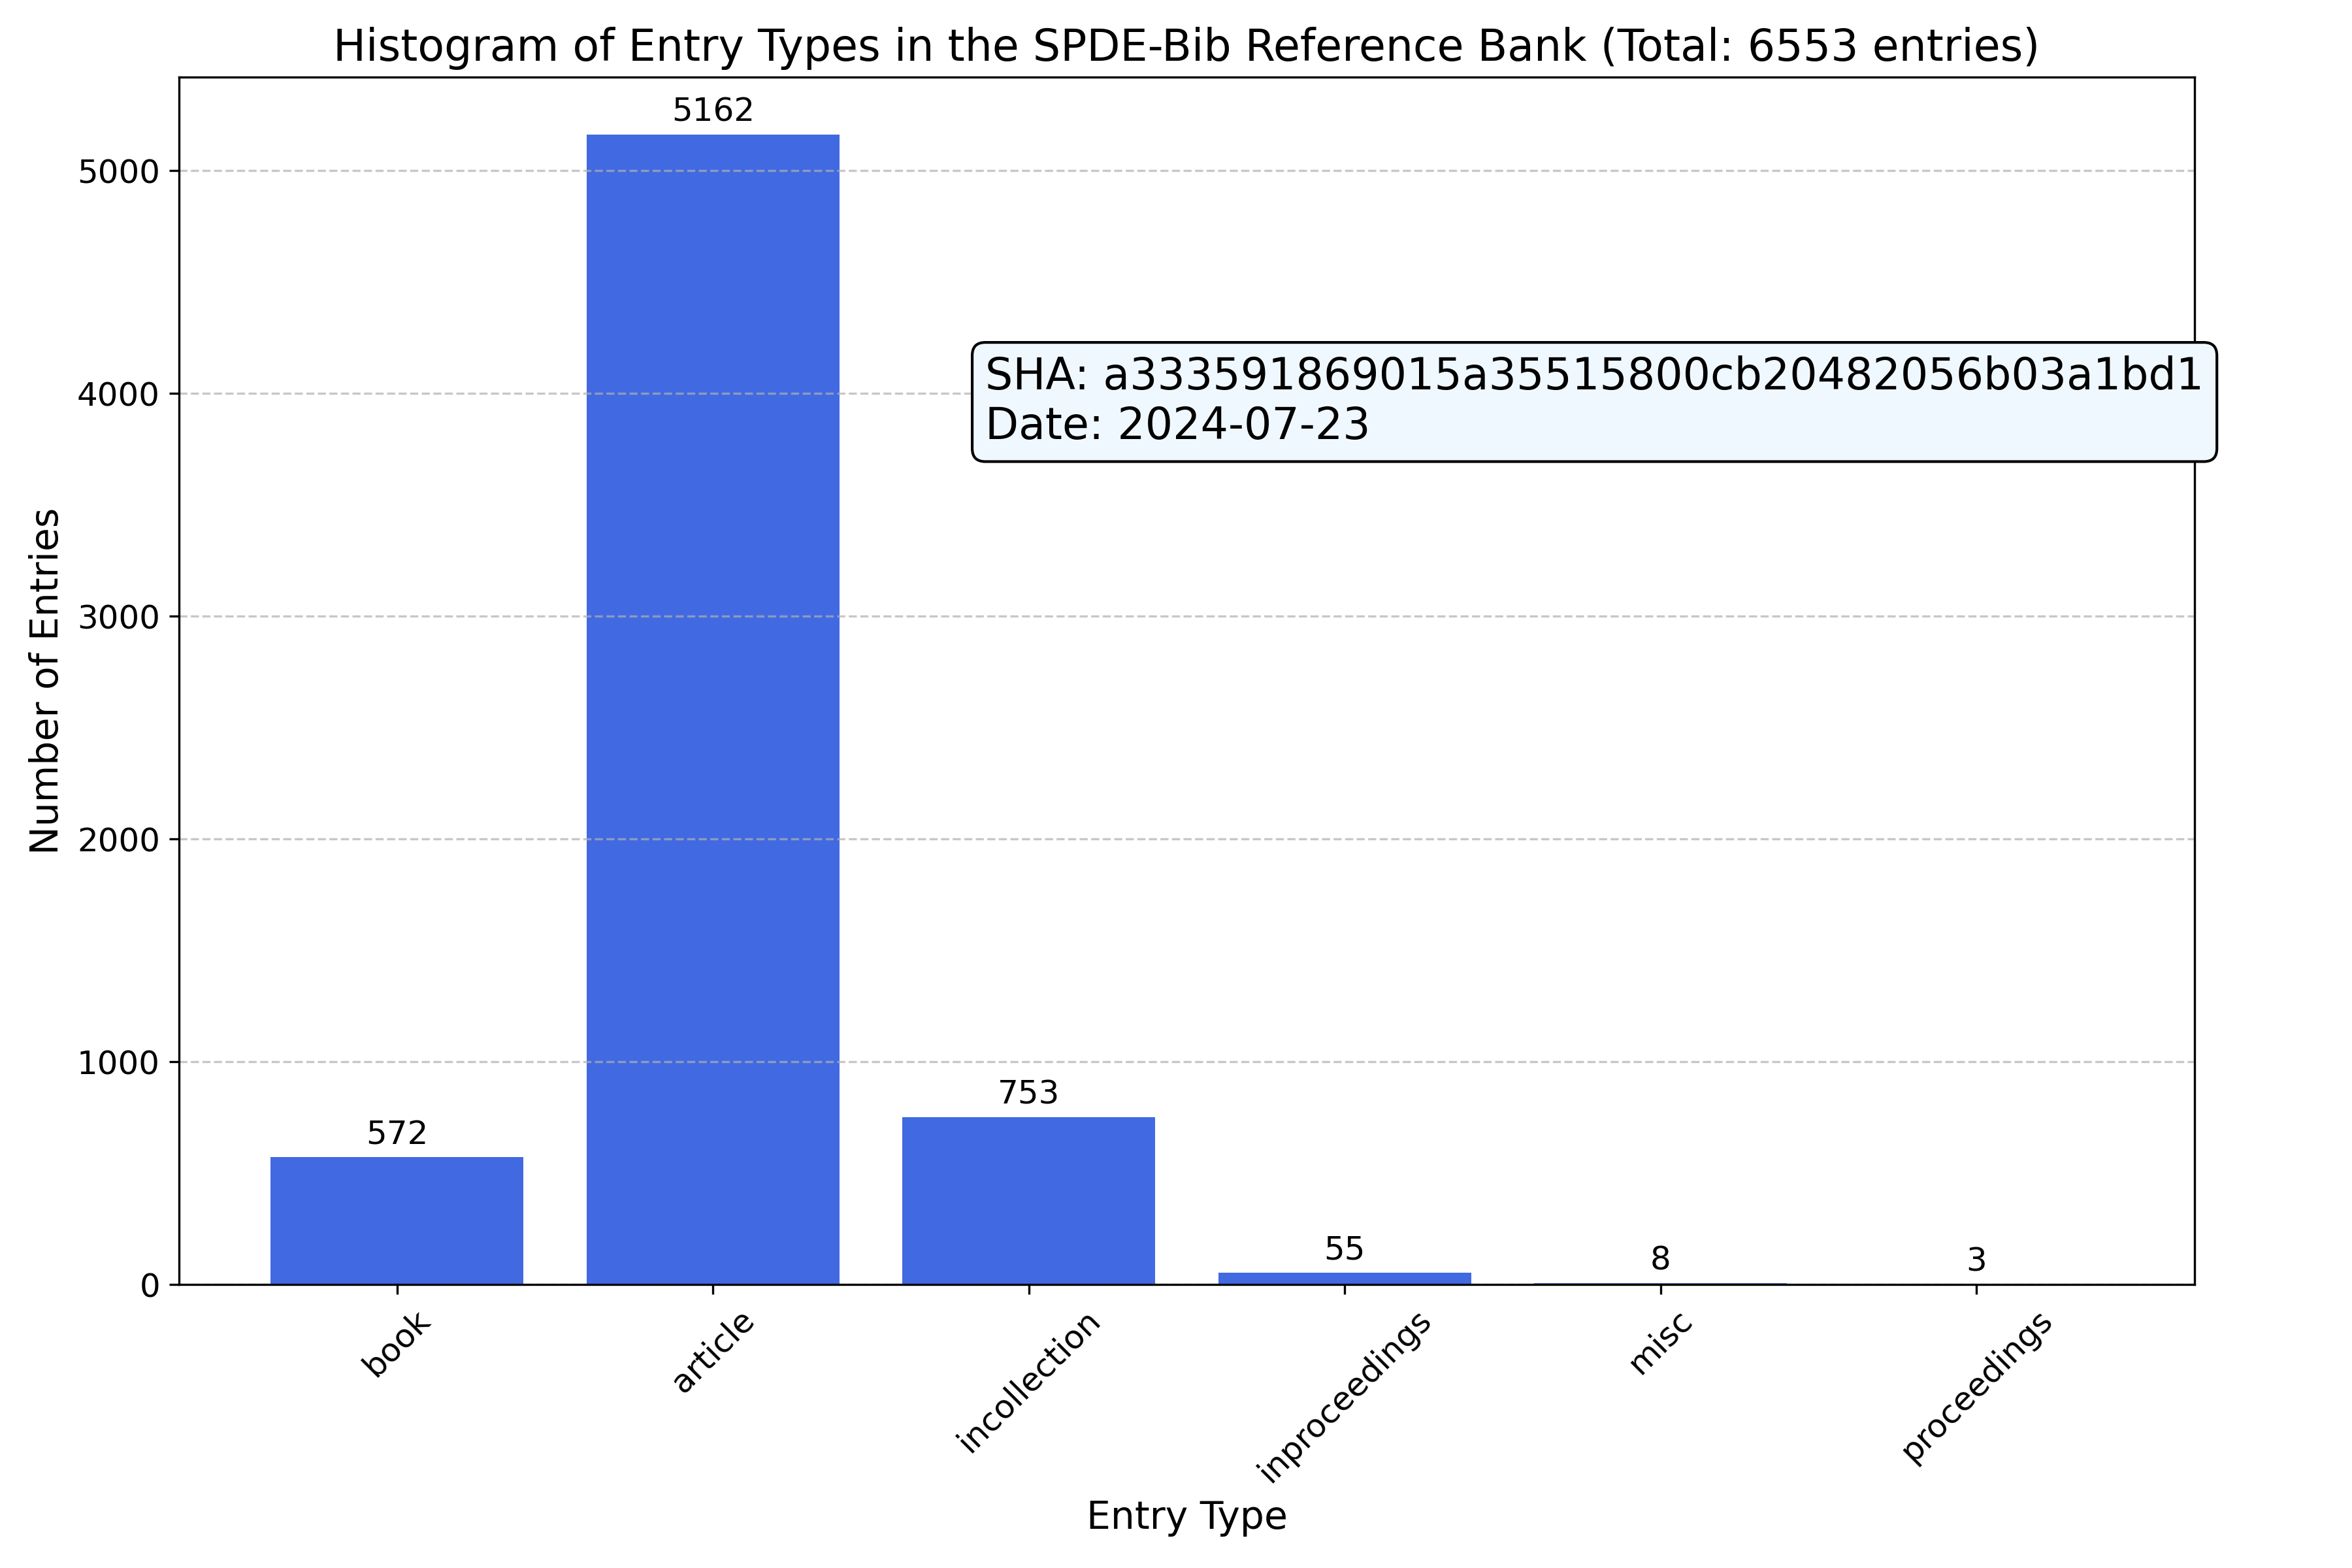 Histogram of Entry Types in the SPDE-Bib Reference Bank (Total: 6553 entries)
Number of Entries
5000
4000
3000
2000
1000
0
5162
SHA: a333591869015a35515800cb20482056b03a1bd1
Date: 2024-07-23
572
753
55
8
3
book
article
incollection
inproceedings
misc
proceedings
Entry Type